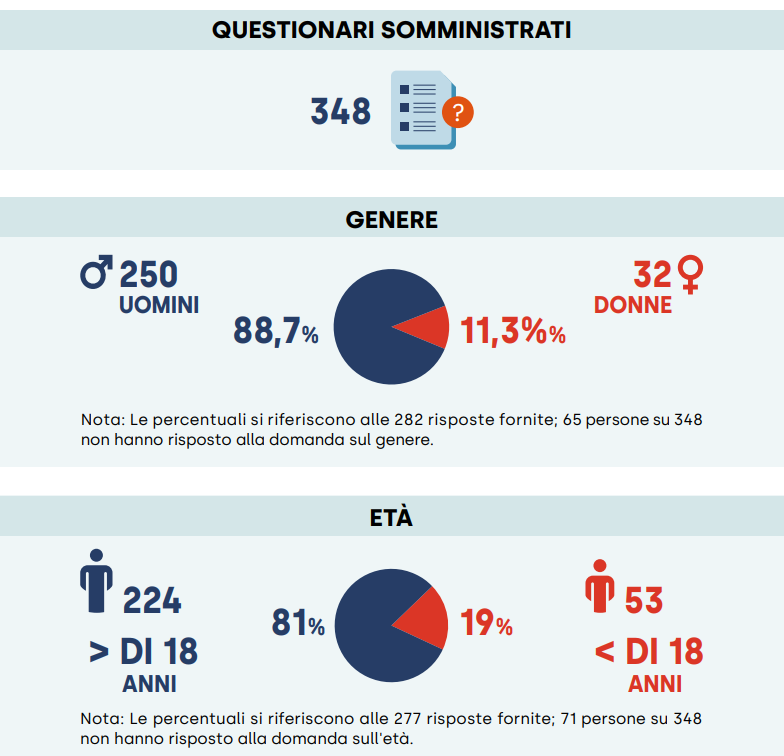 QUESTIONARI SOMMINISTRATI
348
?
GENERE
250
UOMINI
32
DONNE
88,7%
11,3%%
Nota: Le percentuali si riferiscono alle 282 risposte fornite; 65 persone su 348
non hanno risposto alla domanda sul genere.
ETÀ
224
> DI 18
ANNI
81%
19%
53
< DI 18
ANNI
Nota: Le percentuali si riferiscono alle 277 risposte fornite; 71 persone su 348
non hanno risposto alla domanda sull'età.